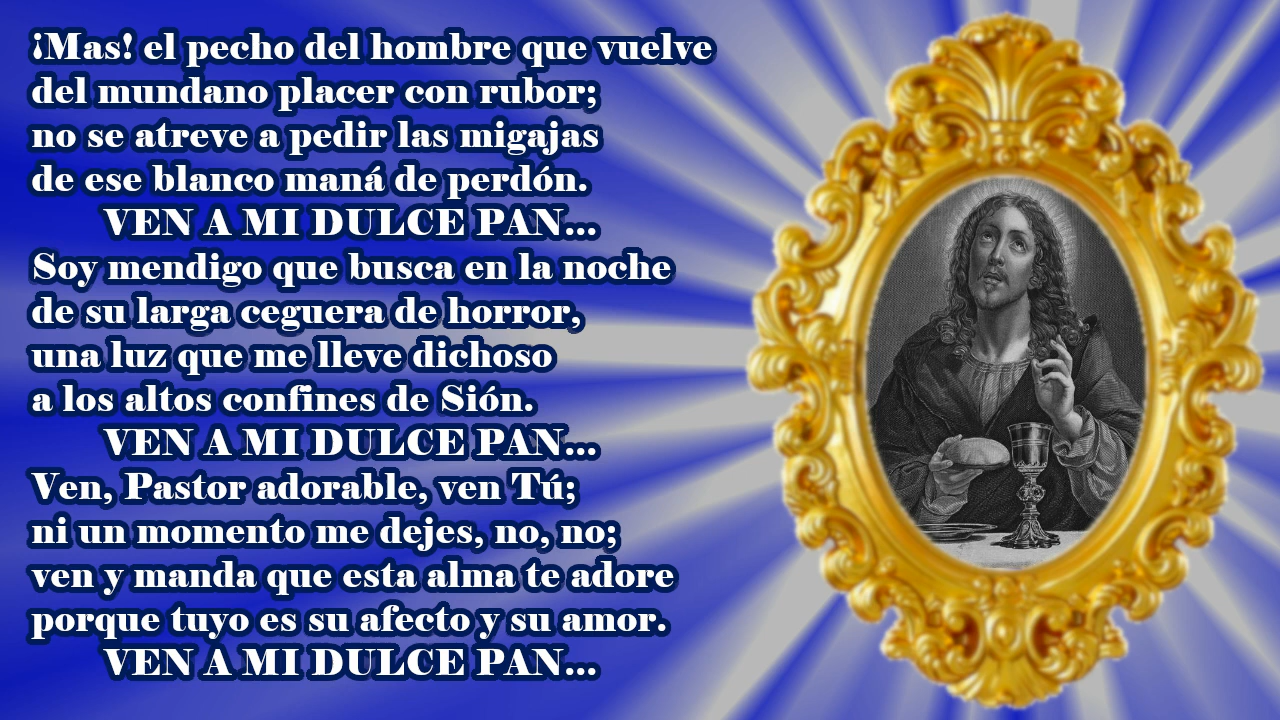 ¡Mas! el pecho del hombre que vuelve
del mundano placer con rubor;
no se atreve a pedir las migajas
de ese blanco maná de perdón.
VEN A MI DULCE PAN...
Soy mendigo que busca en la noche
de su larga ceguera de horror,
una luz que me lleve dichoso
a los altos confines de Sión.
VEN A MI DULCE PAN...
Ven, Pastor adorable, ven Tú;
ni un momento me dejes, no, no;
ven y manda que esta alma te adore
porque tuyo es su afecto y su amor.
VEN A MI DULCE PAN...